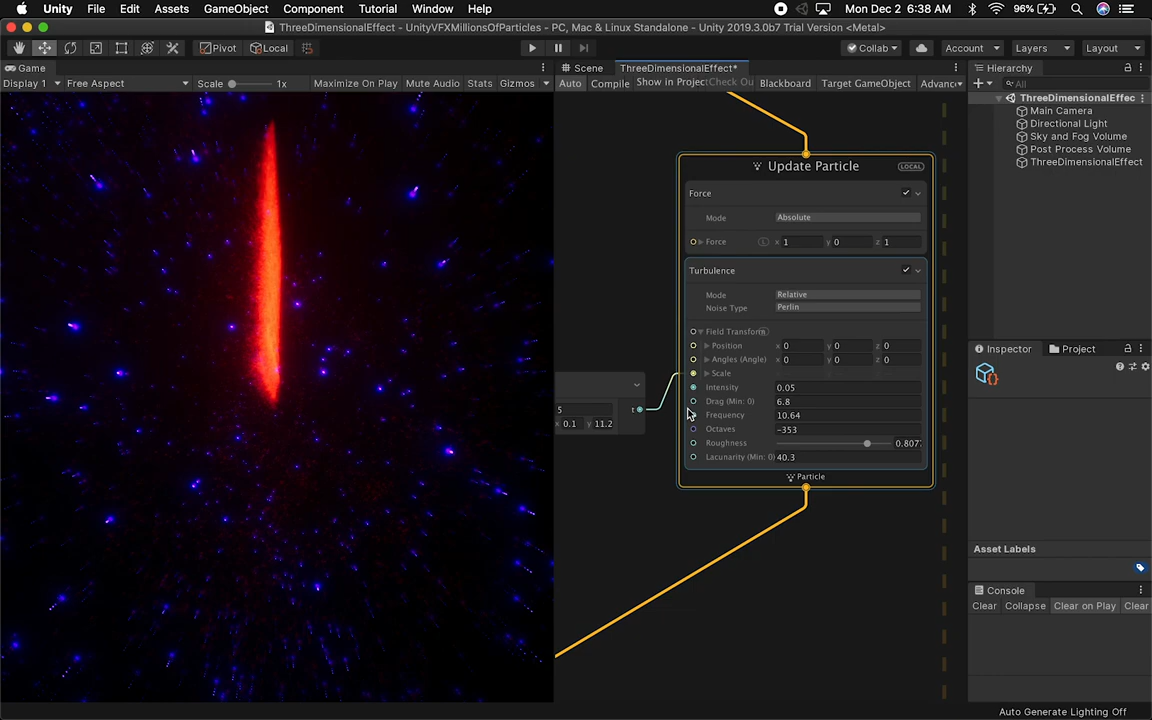 Unity File Edit Assets GameObject Component Tutorial Window Help Mon Dec 2 6:38 AM 96%
ThreeDimensionalEffect - UnityVFXMillionsOfParticles - PC, Mac & Linux Standalone - Unity 2019.3.0b7 Trial Version <Metal>
Pivot Local Collab Account Layers Layout
Game Scene ThreeDimensionalEffect* Hierarchy
Display 1 Free Aspect Scale 1x Maximize On Play Mute Audio Stats Gizmos Auto Compile Show in Project Check Ou Blackboard Target GameObject Advanc All
ThreeDimensionalEffec
Main Camera
Directional Light
Sky and Fog Volume
Post Process Volume
ThreeDimensionalEffect
Update Particle LOCAL
Force
Mode Absolute
Force L x 1 y 0 z 1
Turbulence
Mode Relative
Noise Type Perlin
Field Transform
Position x 0 y 0 z 0
Angles (Angle) x 0 y 0 z 0
Scale
Intensity 0.05
Drag (Min: 0) 6.8
Frequency 10.64
Octaves -353
Roughness 0.807
Lacunarity (Min: 0) 40.3
Particle
5 t
x 0.1 y 11.2
Inspector Project
Asset Labels
Console
Clear Collapse Clear on Play Clear
Auto Generate Lighting Off